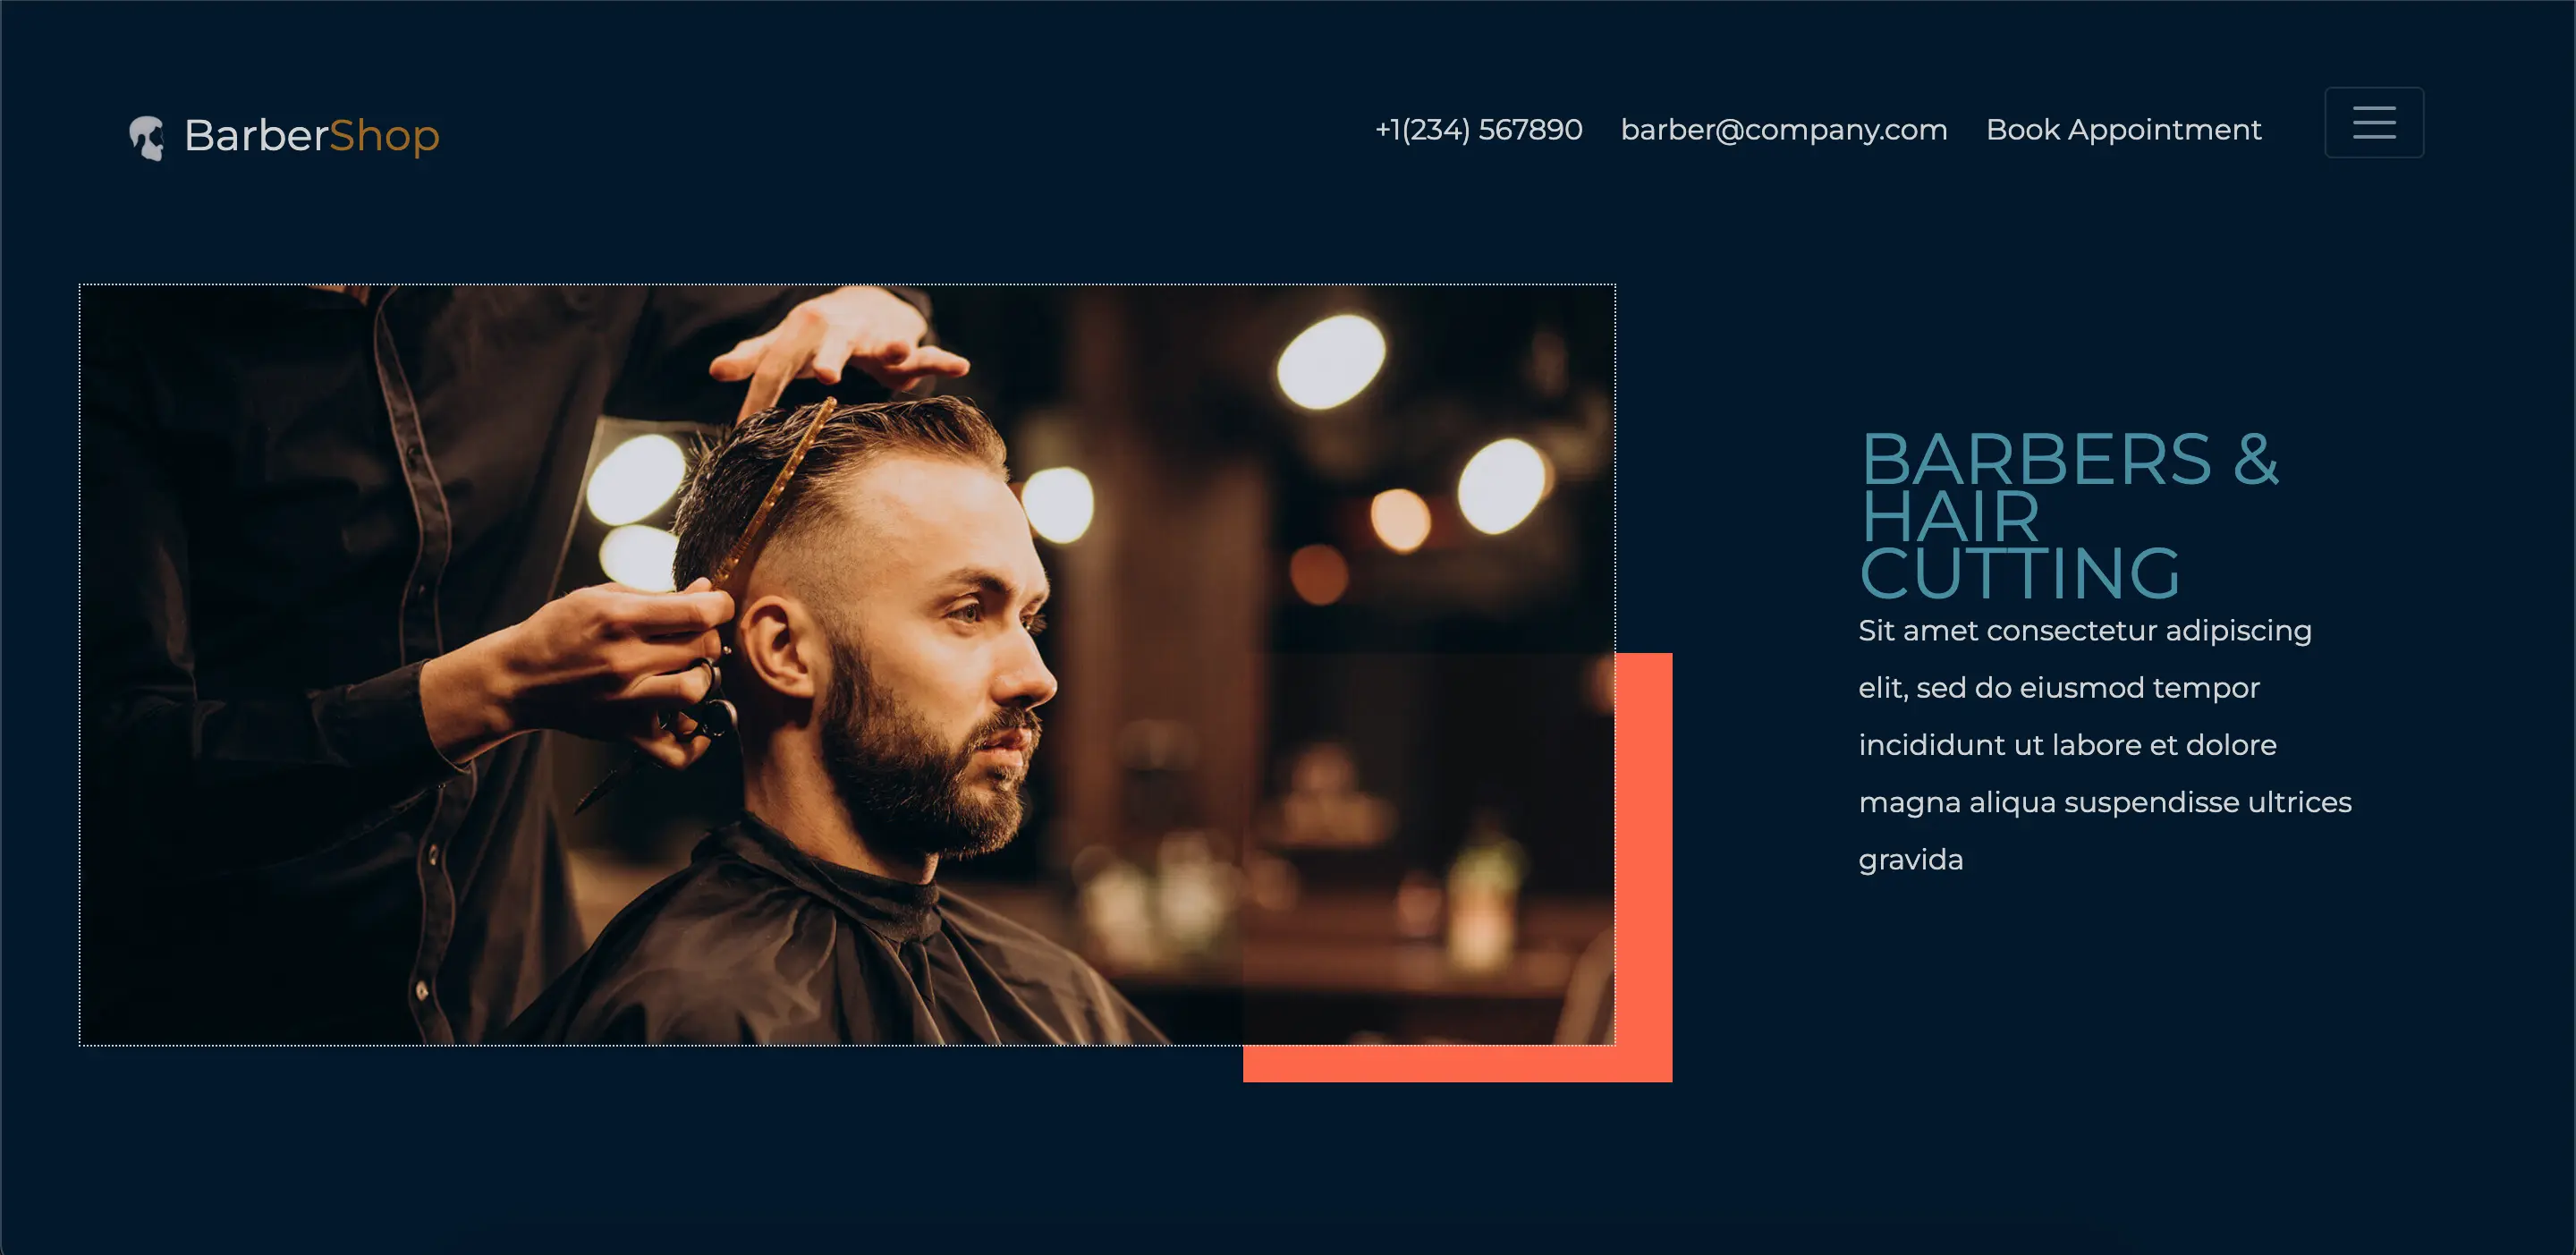 BarberShop
+1(234) 567890 barber@company.com Book Appointment
BARBERS &
HAIR
CUTTING
Sit amet consectetur adipiscing
elit, sed do eiusmod tempor
incididunt ut labore et dolore
magna aliqua suspendisse ultrices
gravida